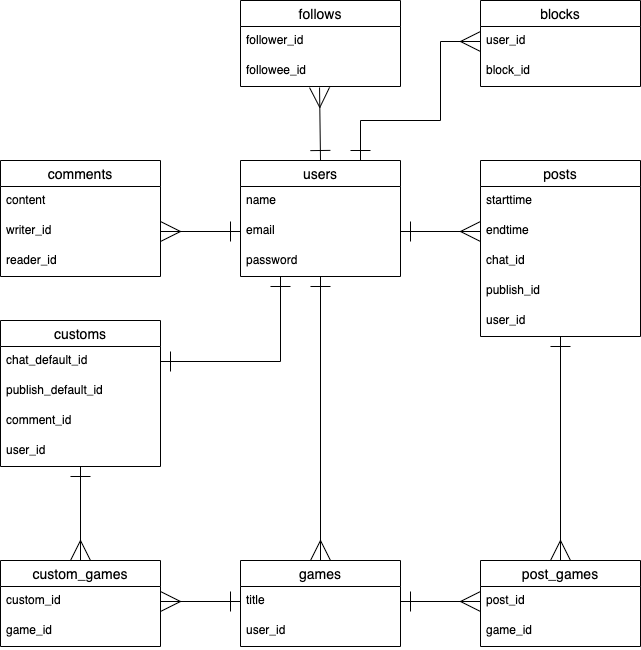 follows
follower_id
followee_id
blocks
user_id
block_id
comments
content
writer_id
reader_id
users
name
email
password
posts
starttime
endtime
chat_id
publish_id
user_id
customs
chat_default_id
publish_default_id
comment_id
user_id
custom_games
custom_id
game_id
games
title
user_id
post_games
post_id
game_id